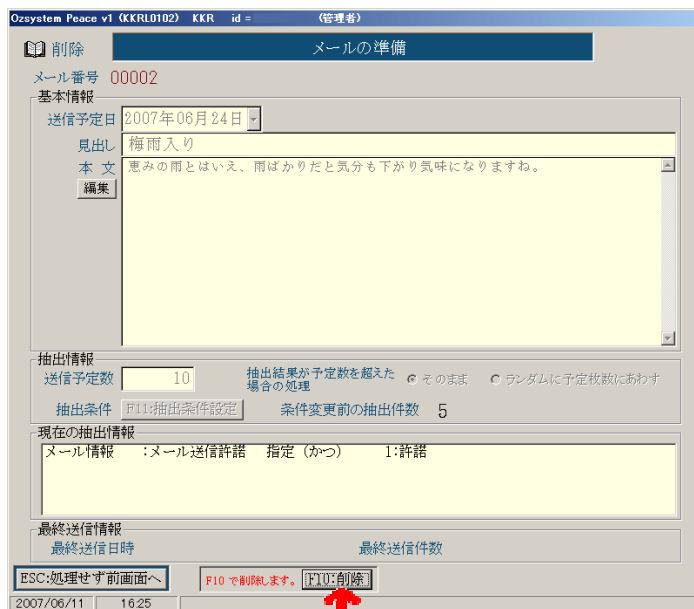 Ozsystem Peace v1 (KKRL0102) KKR id = (管理者)
削除 メールの準備
メール番号 00002
基本情報
送信予定日 2007年06月24日
見出し 梅雨入り
本 文 恵みの雨とはいえ、雨ばかりだと気分も下がり気味になりますね。
編集
抽出情報
送信予定数 10 抽出結果が予定数を超えた
場合の処理 そのまま ランダムに予定枚数にあわす
抽出条件 F11:抽出条件設定 条件変更前の抽出件数 5
現在の抽出情報
メール情報 :メール送信許諾 指定(かつ) 1:許諾
最終送信情報
最終送信日時 最終送信件数
ESC:処理せず前画面へ F10 で削除します。 F10:削除
2007/06/11 16:25